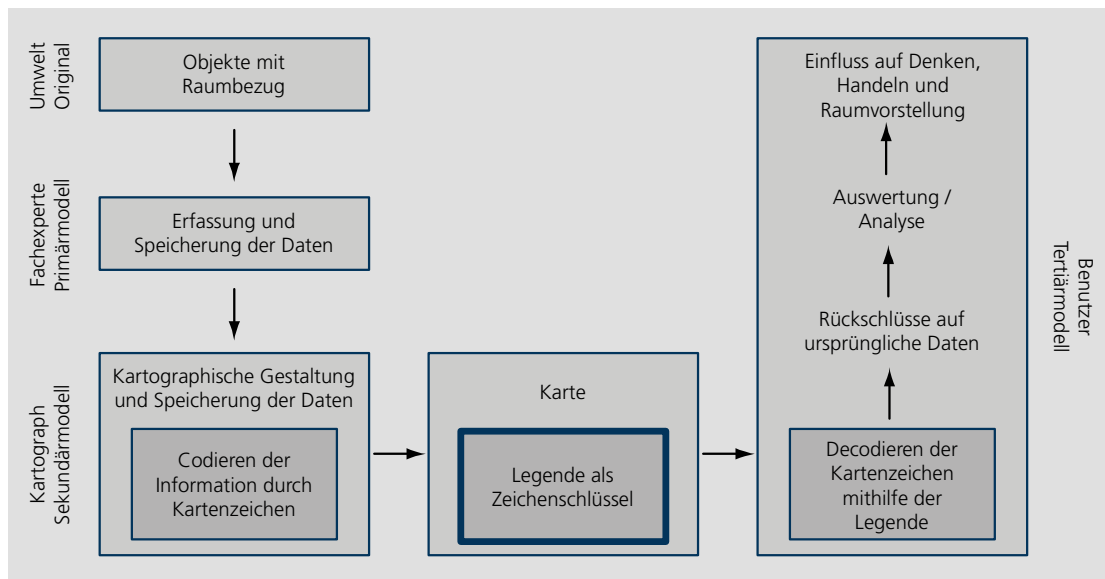 Umwelt
Original
Objekte mit
Raumbezug
Fachexperte
Primärmodell
Erfassung und
Speicherung der Daten
Kartograph
Sekundärmodell
Kartographische Gestaltung
und Speicherung der Daten
Codieren der
Information durch
Kartenzeichen
Karte
Legende als
Zeichenschlüssel
Einfluss auf Denken,
Handeln und
Raumvorstellung
Auswertung /
Analyse
Rückschlüsse auf
ursprüngliche Daten
Decodieren der
Kartenzeichen
mithilfe der
Legende
Benutzer
Tertiärmodell